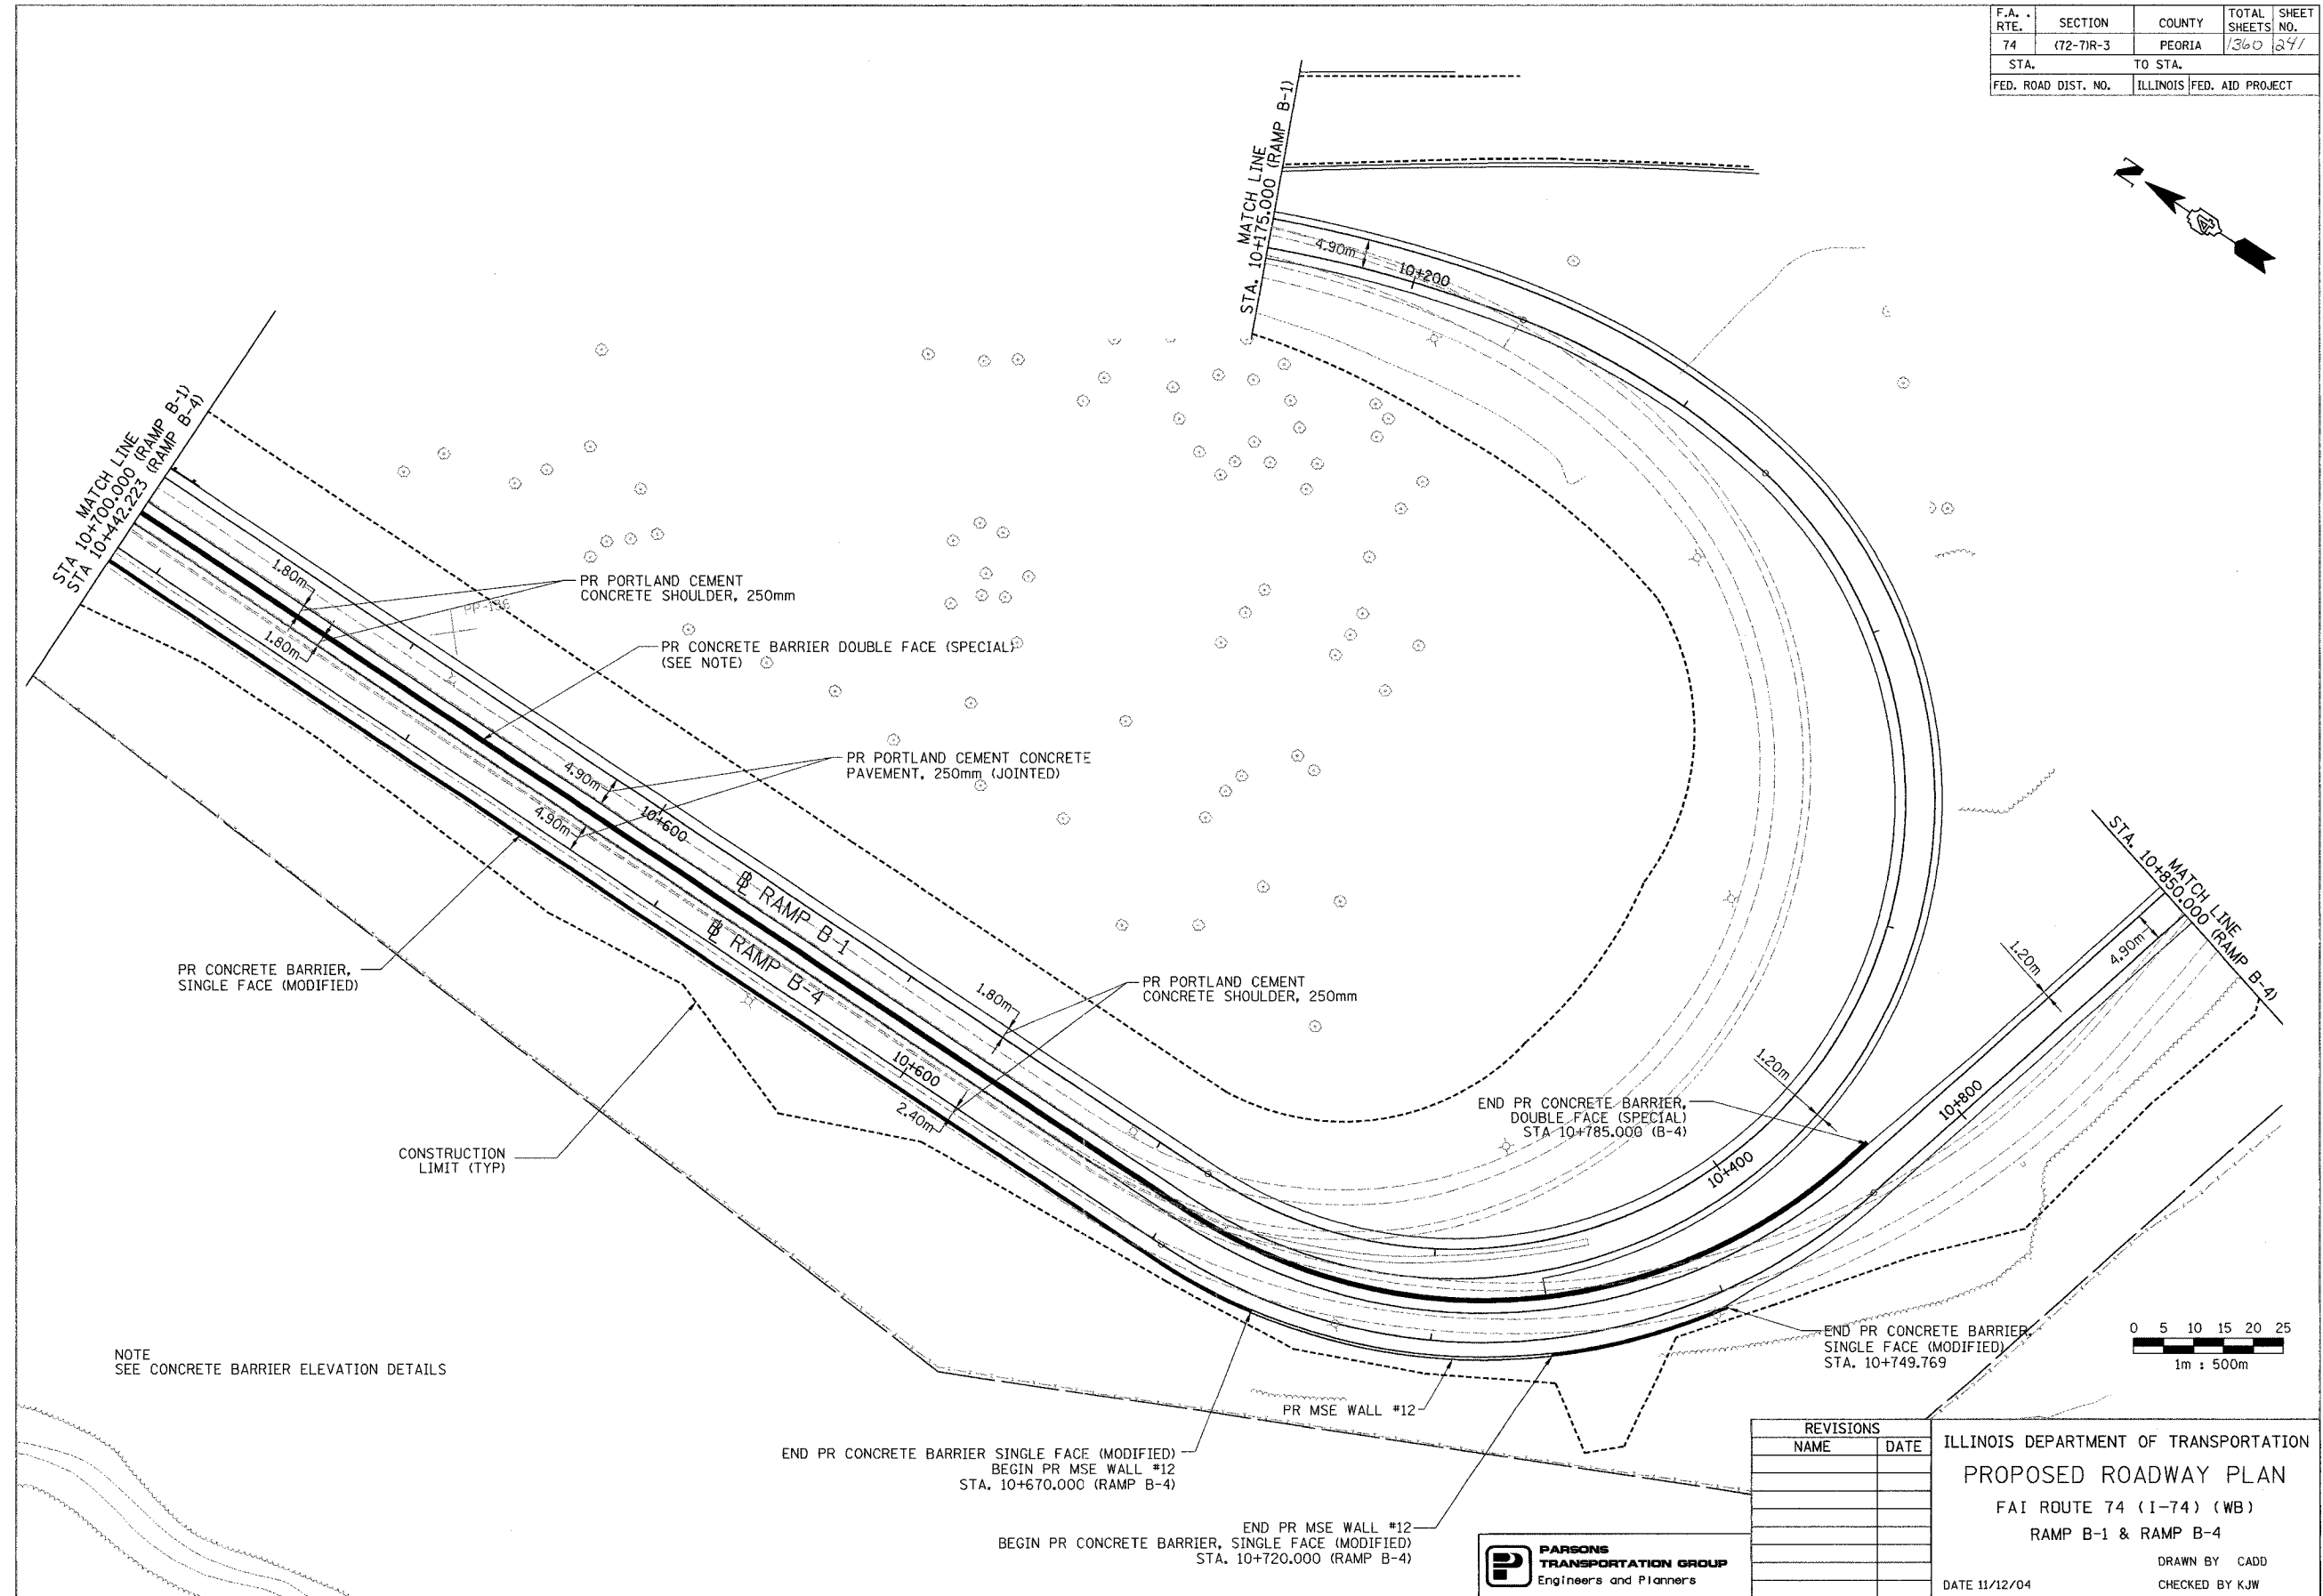 F.A. .
RTE.
SECTION
COUNTY
TOTAL
SHEETS
SHEET
NO.
74
(72-7)R-3
PEORIA
1360
241
STA.
TO STA.
FED. ROAD DIST. NO.
ILLINOIS
FED. AID PROJECT
N
4
MATCH LINE
STA. 10+175.000 (RAMP B-1)
4.90m
10+200
MATCH LINE
STA 10+700.000 (RAMP B-1)
STA 10+442.223 (RAMP B-4)
1.80m
1.80m
PR PORTLAND CEMENT
CONCRETE SHOULDER, 250mm
PP-136
PR CONCRETE BARRIER DOUBLE FACE (SPECIAL)
(SEE NOTE)
PR PORTLAND CEMENT CONCRETE
PAVEMENT, 250mm (JOINTED)
4.90m
4.90m
10+600
BL RAMP B-1
BL RAMP B-4
PR CONCRETE BARRIER,
SINGLE FACE (MODIFIED)
1.80m
PR PORTLAND CEMENT
CONCRETE SHOULDER, 250mm
MATCH LINE
STA. 10+850.000 (RAMP B-4)
4.90m
1.20m
1.20m
10+600
2.40m
CONSTRUCTION
LIMIT (TYP)
END PR CONCRETE BARRIER,
DOUBLE FACE (SPECIAL)
STA 10+785.000 (B-4)
10+800
10+400
NOTE
SEE CONCRETE BARRIER ELEVATION DETAILS
END PR CONCRETE BARRIER,
SINGLE FACE (MODIFIED)
STA. 10+749.769
0 5 10 15 20 25
1m : 500m
PR MSE WALL #12
END PR CONCRETE BARRIER SINGLE FACE (MODIFIED)
BEGIN PR MSE WALL #12
STA. 10+670.000 (RAMP B-4)
END PR MSE WALL #12
BEGIN PR CONCRETE BARRIER, SINGLE FACE (MODIFIED)
STA. 10+720.000 (RAMP B-4)
PARSONS
TRANSPORTATION GROUP
Engineers and Planners
REVISIONS
NAME
DATE
ILLINOIS DEPARTMENT OF TRANSPORTATION
PROPOSED ROADWAY PLAN
FAI ROUTE 74 (I-74) (WB)
RAMP B-1 & RAMP B-4
DRAWN BY CADD
DATE 11/12/04
CHECKED BY KJW